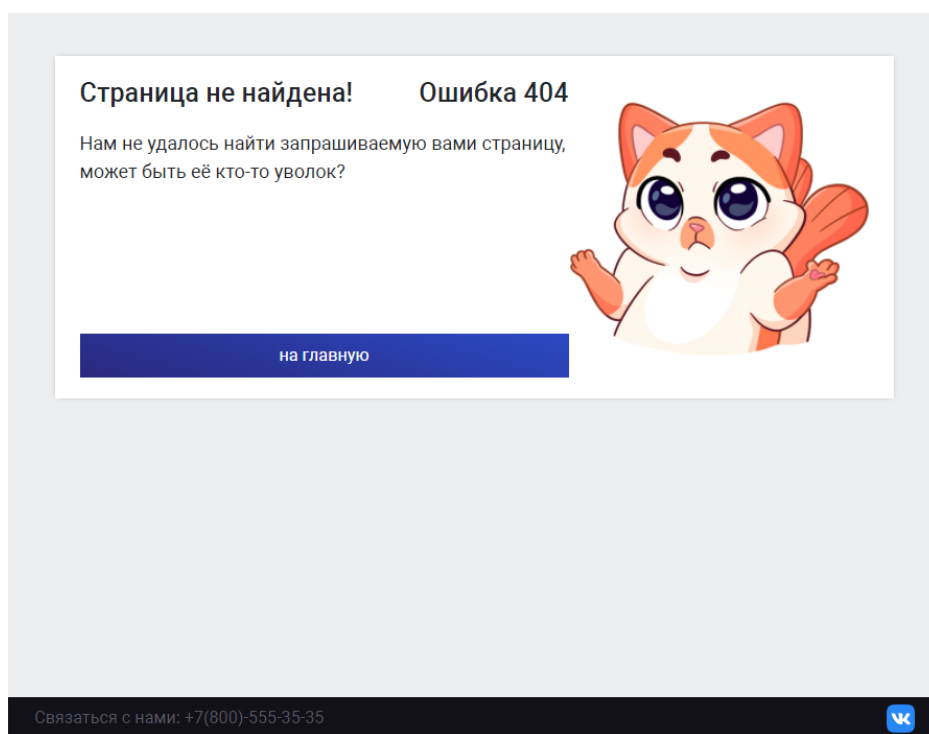 Страница не найдена! Ошибка 404
Нам не удалось найти запрашиваемую вами страницу,
может быть её кто-то уволок?
на главную
Связаться с нами: +7(800)-555-35-35